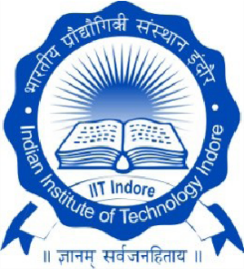 भारतीय प्रौद्योगिकी संस्थान इंदौर
IIT Indore
Indian Institute of Technology Indore
॥ ज्ञानम् सर्वजनहिताय ॥